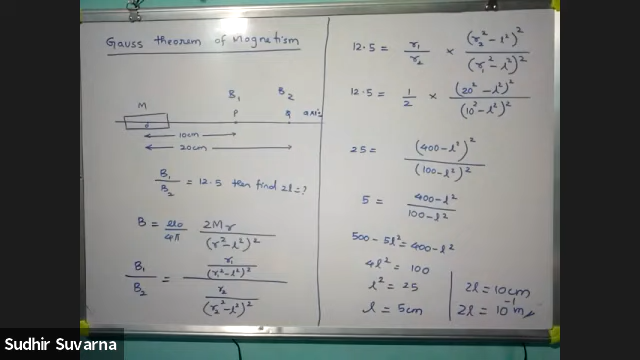 Gauss theorem of Magnetism
M
B₁
B₂
P
Q axis
10cm
20cm
B₁/B₂ = 12.5 then find 2l=?
B = μ₀/4π 2Mr/(r²-l²)²
B₁/B₂ = r₁/(r₁²-l²)² / r₂/(r₂²-l²)²
12.5 = r₁/r₂ × (r₂²-l²)²/(r₁²-l²)²
12.5 = 1/2 × (20²-l²)²/(10²-l²)²
25 = (400-l²)²/(100-l²)²
5 = 400-l²/100-l²
500-5l² = 400-l²
4l² = 100
l² = 25
l = 5cm
2l = 10cm
2l = 10⁻¹m
Sudhir Suvarna